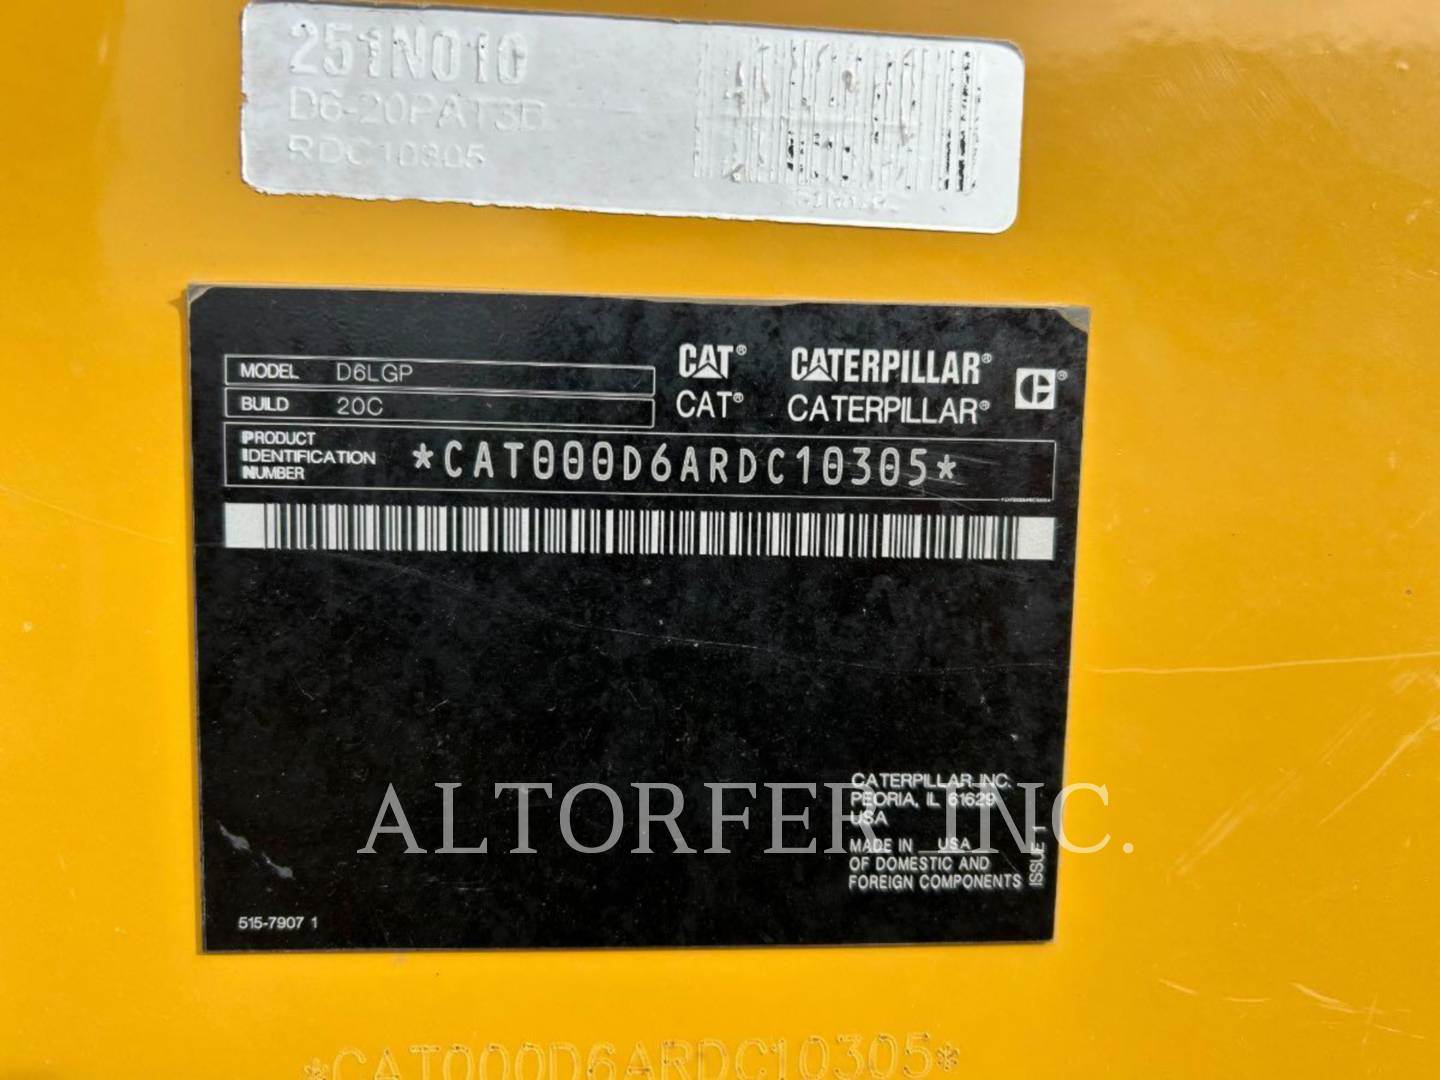 251N010
D6-20PAT3D
RDC10305
MODEL D6LGP
BUILD 20C
CAT® CATERPILLAR®
CAT® CATERPILLAR®
PRODUCT
IDENTIFICATION
NUMBER
*CAT000D6ARDC10305*
CATERPILLAR INC.
PEORIA, IL 61629
USA
MADE IN USA
OF DOMESTIC AND
FOREIGN COMPONENTS
ISSUE 1
ALTORFER INC.
515-7907 1
*CAT000D6ARDC10305*